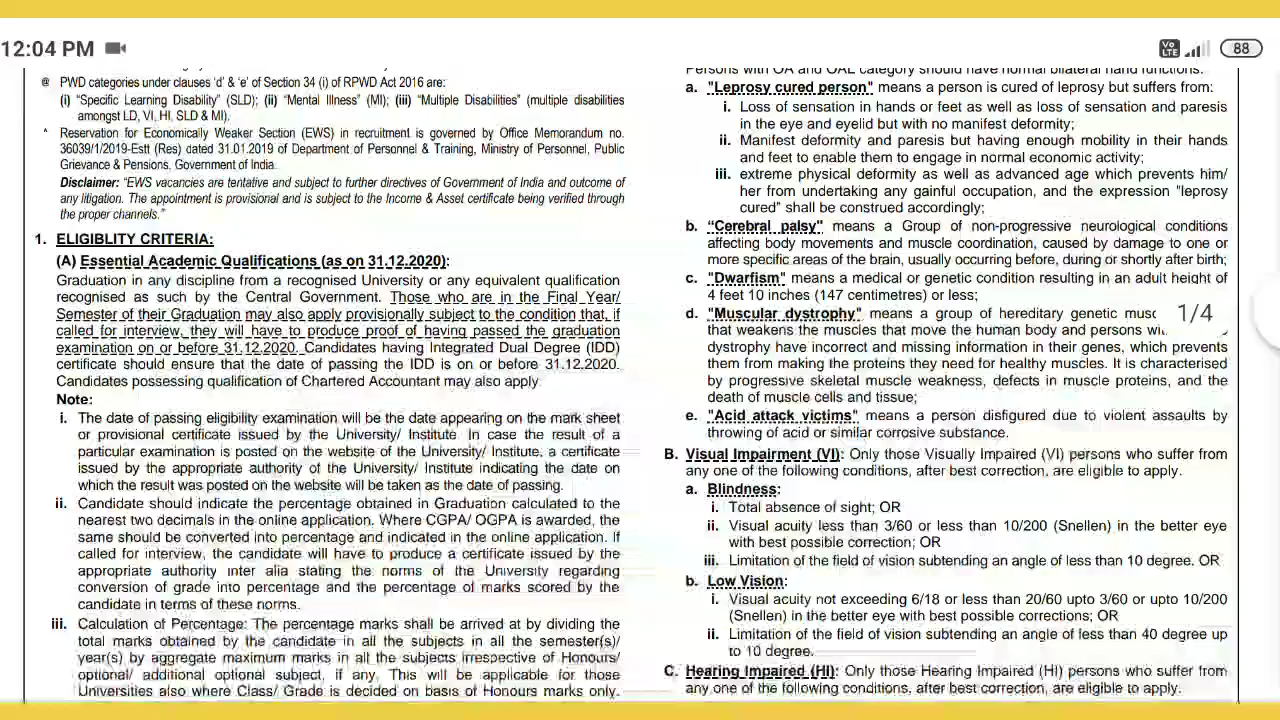 12:04 PM
Vo LTE
88
@ PWD categories under clauses 'd' & 'e' of Section 34 (i) of RPWD Act 2016 are:
(i) "Specific Learning Disability" (SLD); (ii) "Mental Illness" (MI); (iii) "Multiple Disabilities" (multiple disabilities
amongst LD, VI, HI, SLD & MI).
^ Reservation for Economically Weaker Section (EWS) in recruitment is governed by Office Memorandum no.
36039/1/2019-Estt (Res) dated 31.01.2019 of Department of Personnel & Training, Ministry of Personnel, Public
Grievance & Pensions, Government of India.
Disclaimer: "EWS vacancies are tentative and subject to further directives of Government of India and outcome of
any litigation. The appointment is provisional and is subject to the Income & Asset certificate being verified through
the proper channels."
1. ELIGIBLITY CRITERIA:
(A) Essential Academic Qualifications (as on 31.12.2020):
Graduation in any discipline from a recognised University or any equivalent qualification
recognised as such by the Central Government. Those who are in the Final Year/
Semester of their Graduation may also apply provisionally subject to the condition that, if
called for interview, they will have to produce proof of having passed the graduation
examination on or before 31.12.2020. Candidates having Integrated Dual Degree (IDD)
certificate should ensure that the date of passing the IDD is on or before 31.12.2020.
Candidates possessing qualification of Chartered Accountant may also apply.
Note:
i. The date of passing eligibility examination will be the date appearing on the mark sheet
or provisional certificate issued by the University/ Institute. In case the result of a
particular examination is posted on the website of the University/ Institute, a certificate
issued by the appropriate authority of the University/ Institute indicating the date on
which the result was posted on the website will be taken as the date of passing.
ii. Candidate should indicate the percentage obtained in Graduation calculated to the
nearest two decimals in the online application. Where CGPA/ OGPA is awarded, the
same should be converted into percentage and indicated in the online application. If
called for interview, the candidate will have to produce a certificate issued by the
appropriate authority inter alia stating the norms of the University regarding
conversion of grade into percentage and the percentage of marks scored by the
candidate in terms of these norms.
iii. Calculation of Percentage: The percentage marks shall be arrived at by dividing the
total marks obtained by the candidate in all the subjects in all the semester(s)/
year(s) by aggregate maximum marks in all the subjects irrespective of Honours/
optional/ additional optional subject, if any. This will be applicable for those
Universities also where Class/ Grade is decided on basis of Honours marks only.
Persons with OA and OAL category should have normal bilateral hand functions.
a. "Leprosy cured person" means a person is cured of leprosy but suffers from:
i. Loss of sensation in hands or feet as well as loss of sensation and paresis
in the eye and eyelid but with no manifest deformity;
ii. Manifest deformity and paresis but having enough mobility in their hands
and feet to enable them to engage in normal economic activity;
iii. extreme physical deformity as well as advanced age which prevents him/
her from undertaking any gainful occupation, and the expression "leprosy
cured" shall be construed accordingly;
b. "Cerebral palsy" means a Group of non-progressive neurological conditions
affecting body movements and muscle coordination, caused by damage to one or
more specific areas of the brain, usually occurring before, during or shortly after birth;
c. "Dwarfism" means a medical or genetic condition resulting in an adult height of
4 feet 10 inches (147 centimetres) or less;
d. "Muscular dystrophy" means a group of hereditary genetic musc
1/4
that weakens the muscles that move the human body and persons wi
dystrophy have incorrect and missing information in their genes, which prevents
them from making the proteins they need for healthy muscles. It is characterised
by progressive skeletal muscle weakness, defects in muscle proteins, and the
death of muscle cells and tissue;
e. "Acid attack victims" means a person disfigured due to violent assaults by
throwing of acid or similar corrosive substance.
B. Visual Impairment (VI): Only those Visually Impaired (VI) persons who suffer from
any one of the following conditions, after best correction, are eligible to apply.
a. Blindness:
i. Total absence of sight; OR
ii. Visual acuity less than 3/60 or less than 10/200 (Snellen) in the better eye
with best possible correction; OR
iii. Limitation of the field of vision subtending an angle of less than 10 degree. OR
b. Low Vision:
i. Visual acuity not exceeding 6/18 or less than 20/60 upto 3/60 or upto 10/200
(Snellen) in the better eye with best possible corrections; OR
ii. Limitation of the field of vision subtending an angle of less than 40 degree up
to 10 degree.
C. Hearing Impaired (HI): Only those Hearing Impaired (HI) persons who suffer from
any one of the following conditions, after best correction, are eligible to apply.